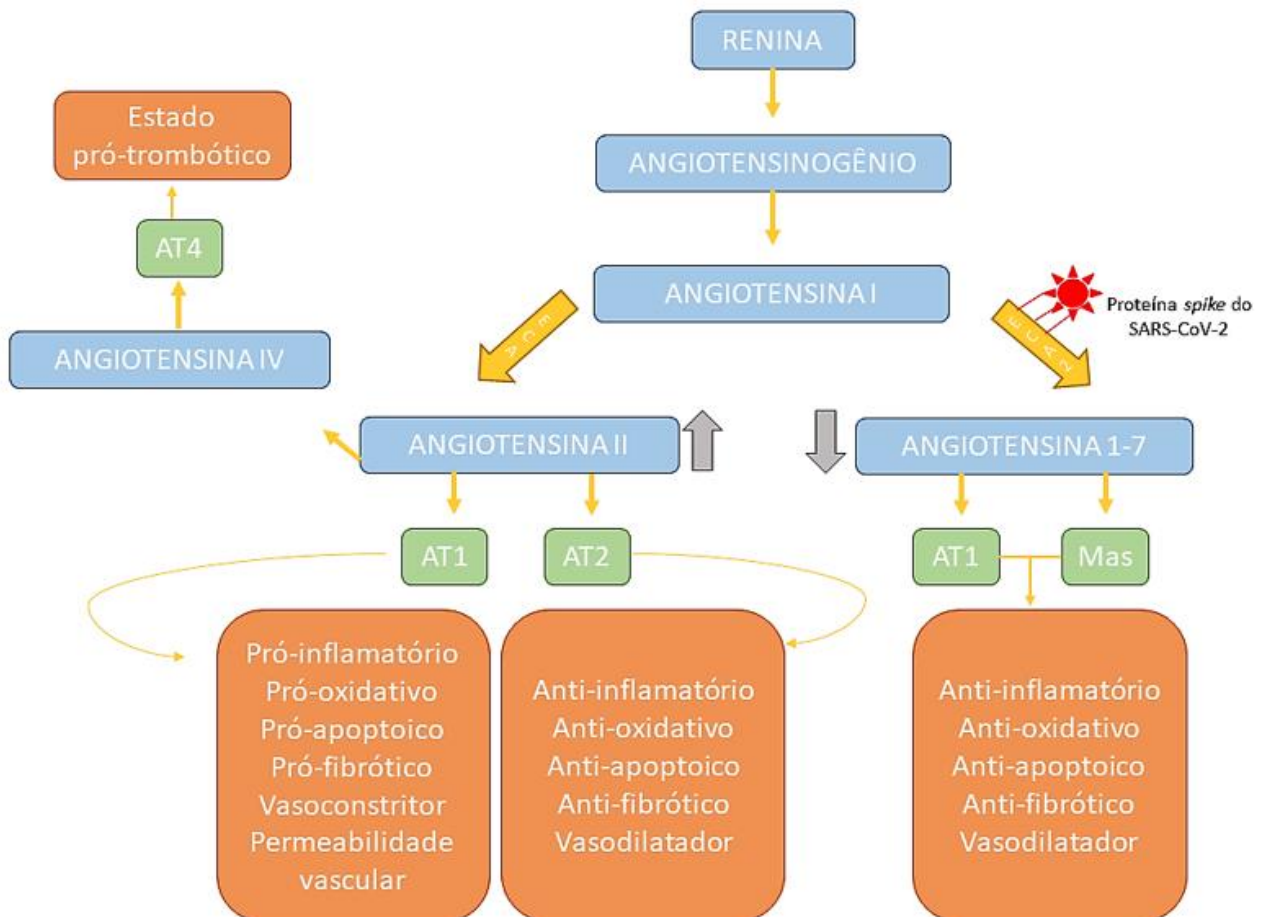 RENINA
Estado
pró-trombótico
ANGIOTENSINOGÊNIO
AT4
ANGIOTENSINA I
Proteína spike do
SARS-CoV-2
ECA
ECA2
ANGIOTENSINA IV
ANGIOTENSINA II
ANGIOTENSINA 1-7
AT1
AT2
AT1
Mas
Pró-inflamatório
Pró-oxidativo
Pró-apoptoico
Pró-fibrótico
Vasoconstritor
Permeabilidade
vascular
Anti-inflamatório
Anti-oxidativo
Anti-apoptoico
Anti-fibrótico
Vasodilatador
Anti-inflamatório
Anti-oxidativo
Anti-apoptoico
Anti-fibrótico
Vasodilatador